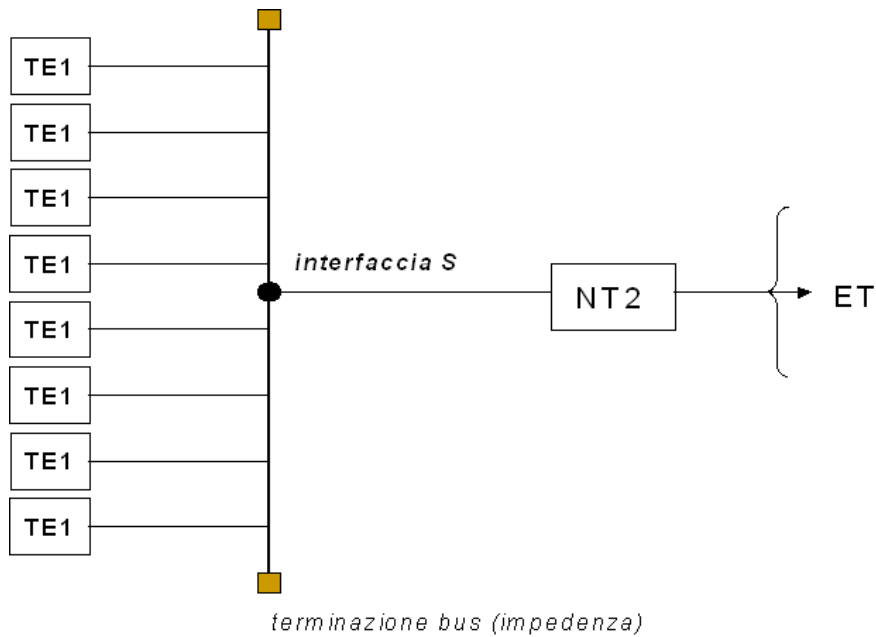 TE1
TE1
TE1
TE1
TE1
TE1
TE1
TE1
interfaccia S
NT2
ET
terminazione bus (impedenza)